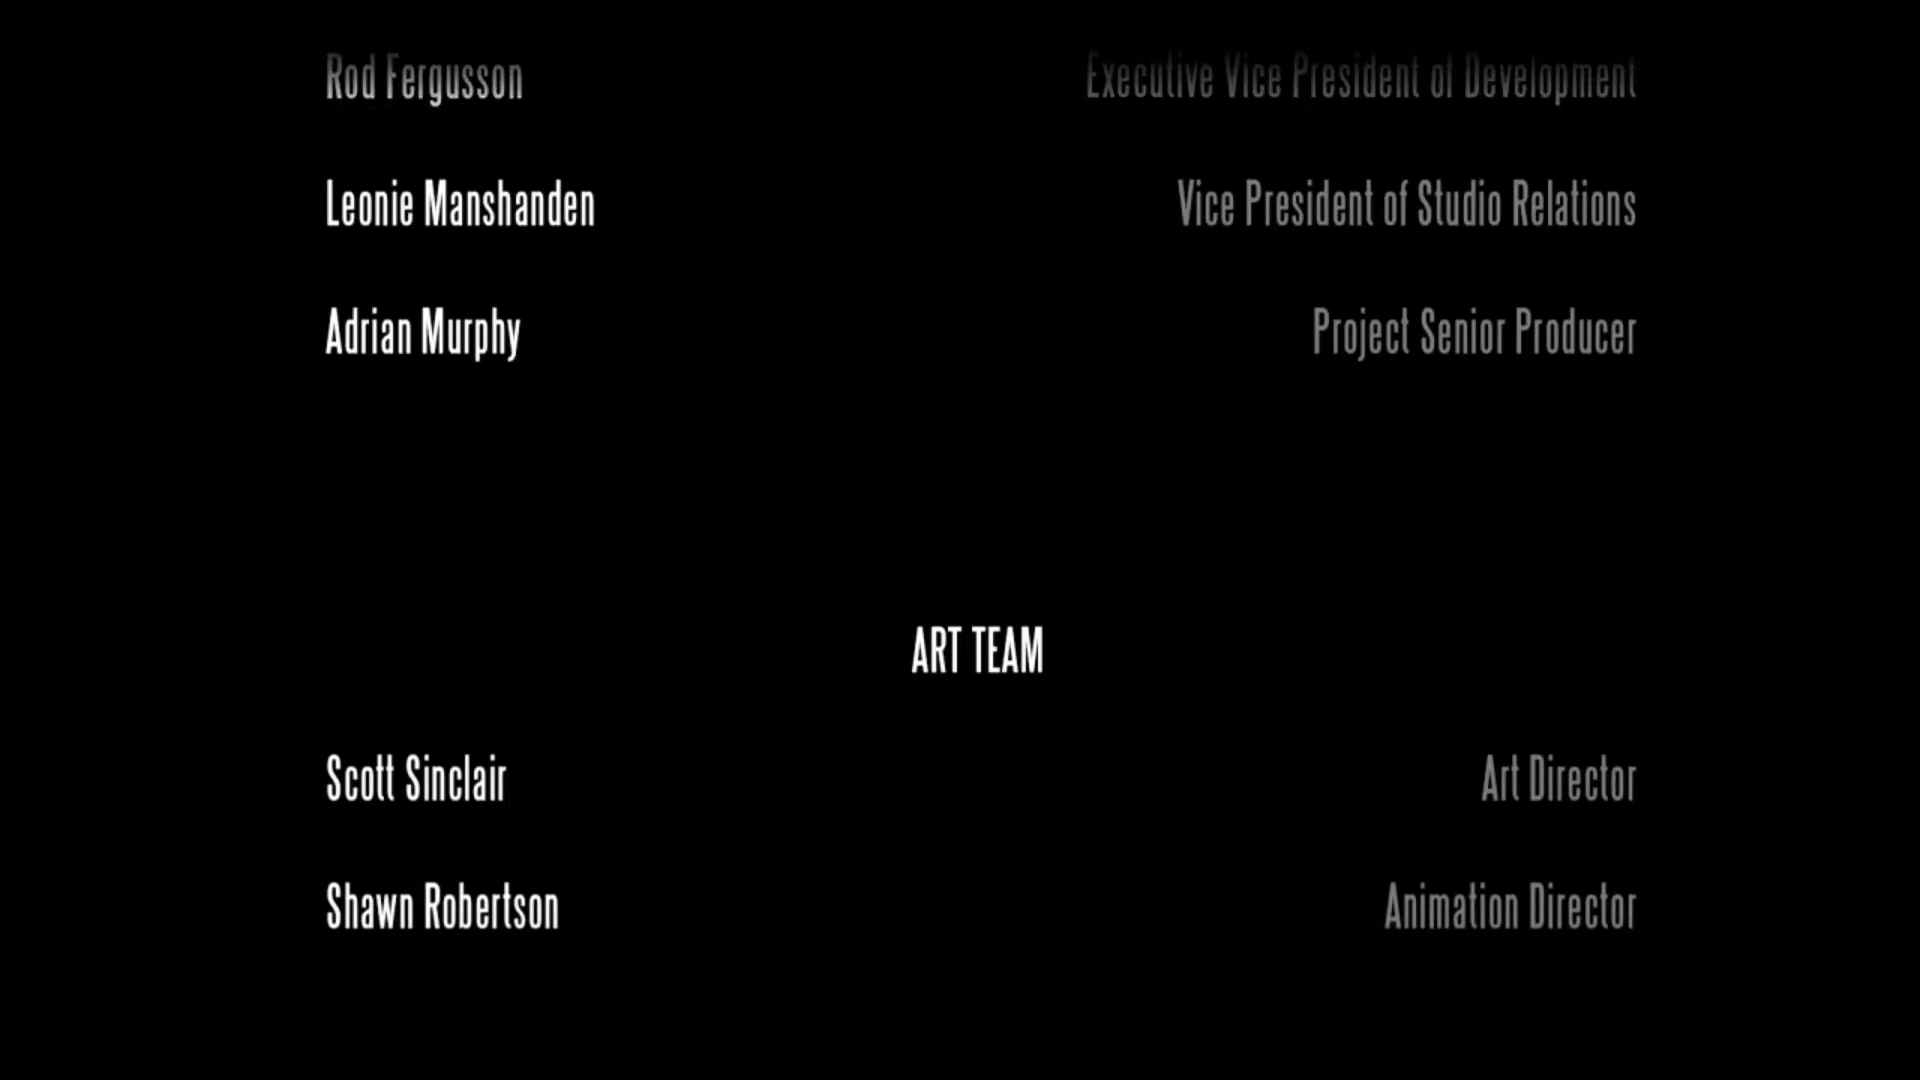 Rod Fergusson Executive Vice President of Development
Leonie Manshanden Vice President of Studio Relations
Adrian Murphy Project Senior Producer
ART TEAM
Scott Sinclair Art Director
Shawn Robertson Animation Director